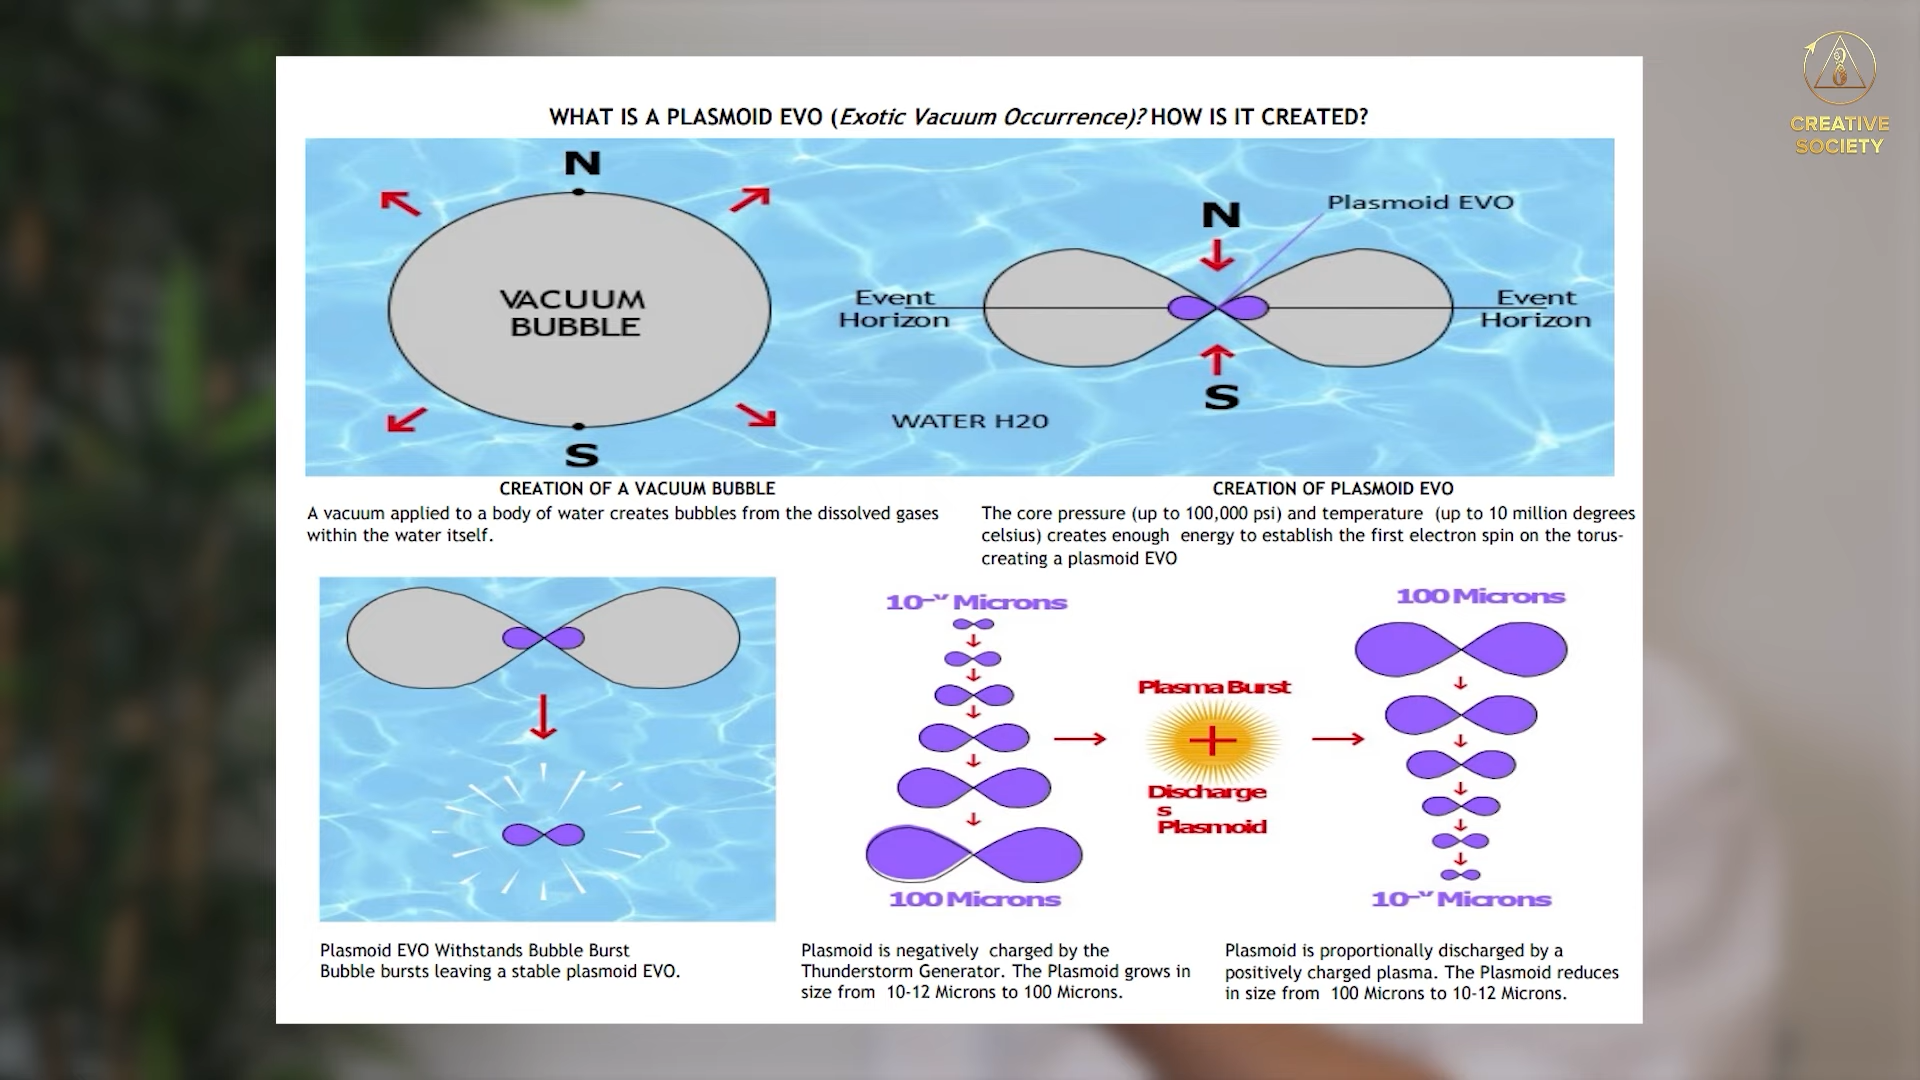 WHAT IS A PLASMOID EVO (Exotic Vacuum Occurrence)? HOW IS IT CREATED?
CREATIVE
SOCIETY
N
VACUUM
BUBBLE
S
N
Plasmoid EVO
Event
Horizon
Event
Horizon
S
WATER H20
CREATION OF A VACUUM BUBBLE
A vacuum applied to a body of water creates bubbles from the dissolved gases
within the water itself.
CREATION OF PLASMOID EVO
The core pressure (up to 100,000 psi) and temperature (up to 10 million degrees
celsius) creates enough energy to establish the first electron spin on the torus-
creating a plasmoid EVO
Plasmoid EVO Withstands Bubble Burst
Bubble bursts leaving a stable plasmoid EVO.
Microns
100 Microns
Plasma Burst
+
Discharge
s
Plasmoid
100 Microns
Microns
Plasmoid is negatively charged by the
Thunderstorm Generator. The Plasmoid grows in
size from 10-12 Microns to 100 Microns.
Plasmoid is proportionally discharged by a
positively charged plasma. The Plasmoid reduces
in size from 100 Microns to 10-12 Microns.